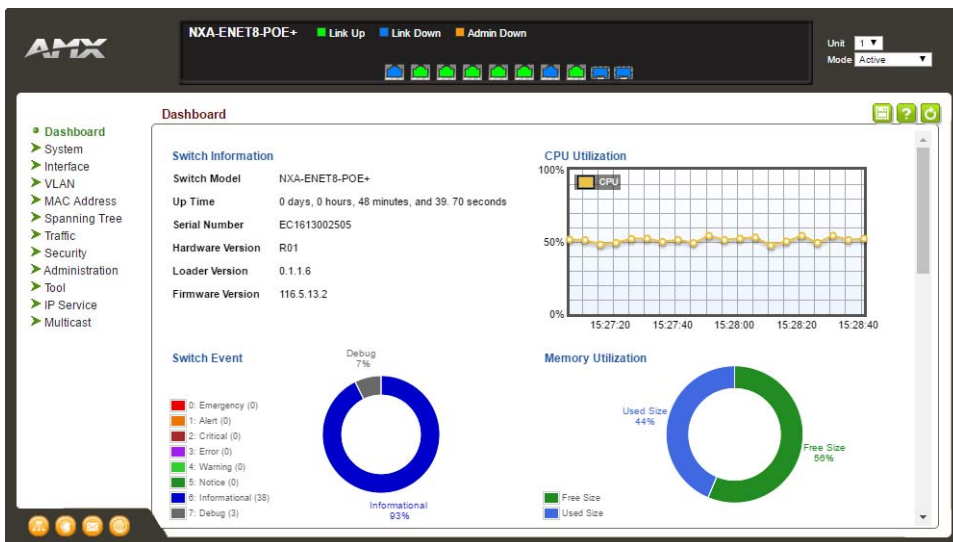 AMX
NXA-ENET8-POE+ Link Up Link Down Admin Down
Unit 1
Mode Active
Dashboard
Dashboard
System
Interface
VLAN
MAC Address
Spanning Tree
Traffic
Security
Administration
Tool
IP Service
Multicast
Switch Information
Switch Model NXA-ENET8-POE+
Up Time 0 days, 0 hours, 48 minutes, and 39. 70 seconds
Serial Number EC1613002505
Hardware Version R01
Loader Version 0.1.1.6
Firmware Version 116.5.13.2
CPU Utilization
100%
CPU
50%
0%
15:27:20 15:27:40 15:28:00 15:28:20 15:28:40
Switch Event
Debug
7%
0: Emergency (0)
1: Alert (0)
2: Critical (0)
3: Error (0)
4: Warning (0)
5: Notice (0)
6: Informational (38)
7: Debug (3)
Informational
93%
Memory Utilization
Used Size
44%
Free Size
56%
Free Size
Used Size